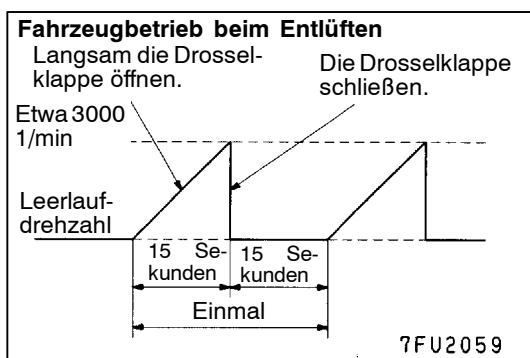 Fahrzeugbetrieb beim Entlüften
Langsam die Drossel-
klappe öffnen.
Die Drosselklappe
schließen.
Etwa 3000
1/min
Leerlauf-
drehzahl
15 Se-
kunden
15 Se-
kunden
Einmal
7FU2059